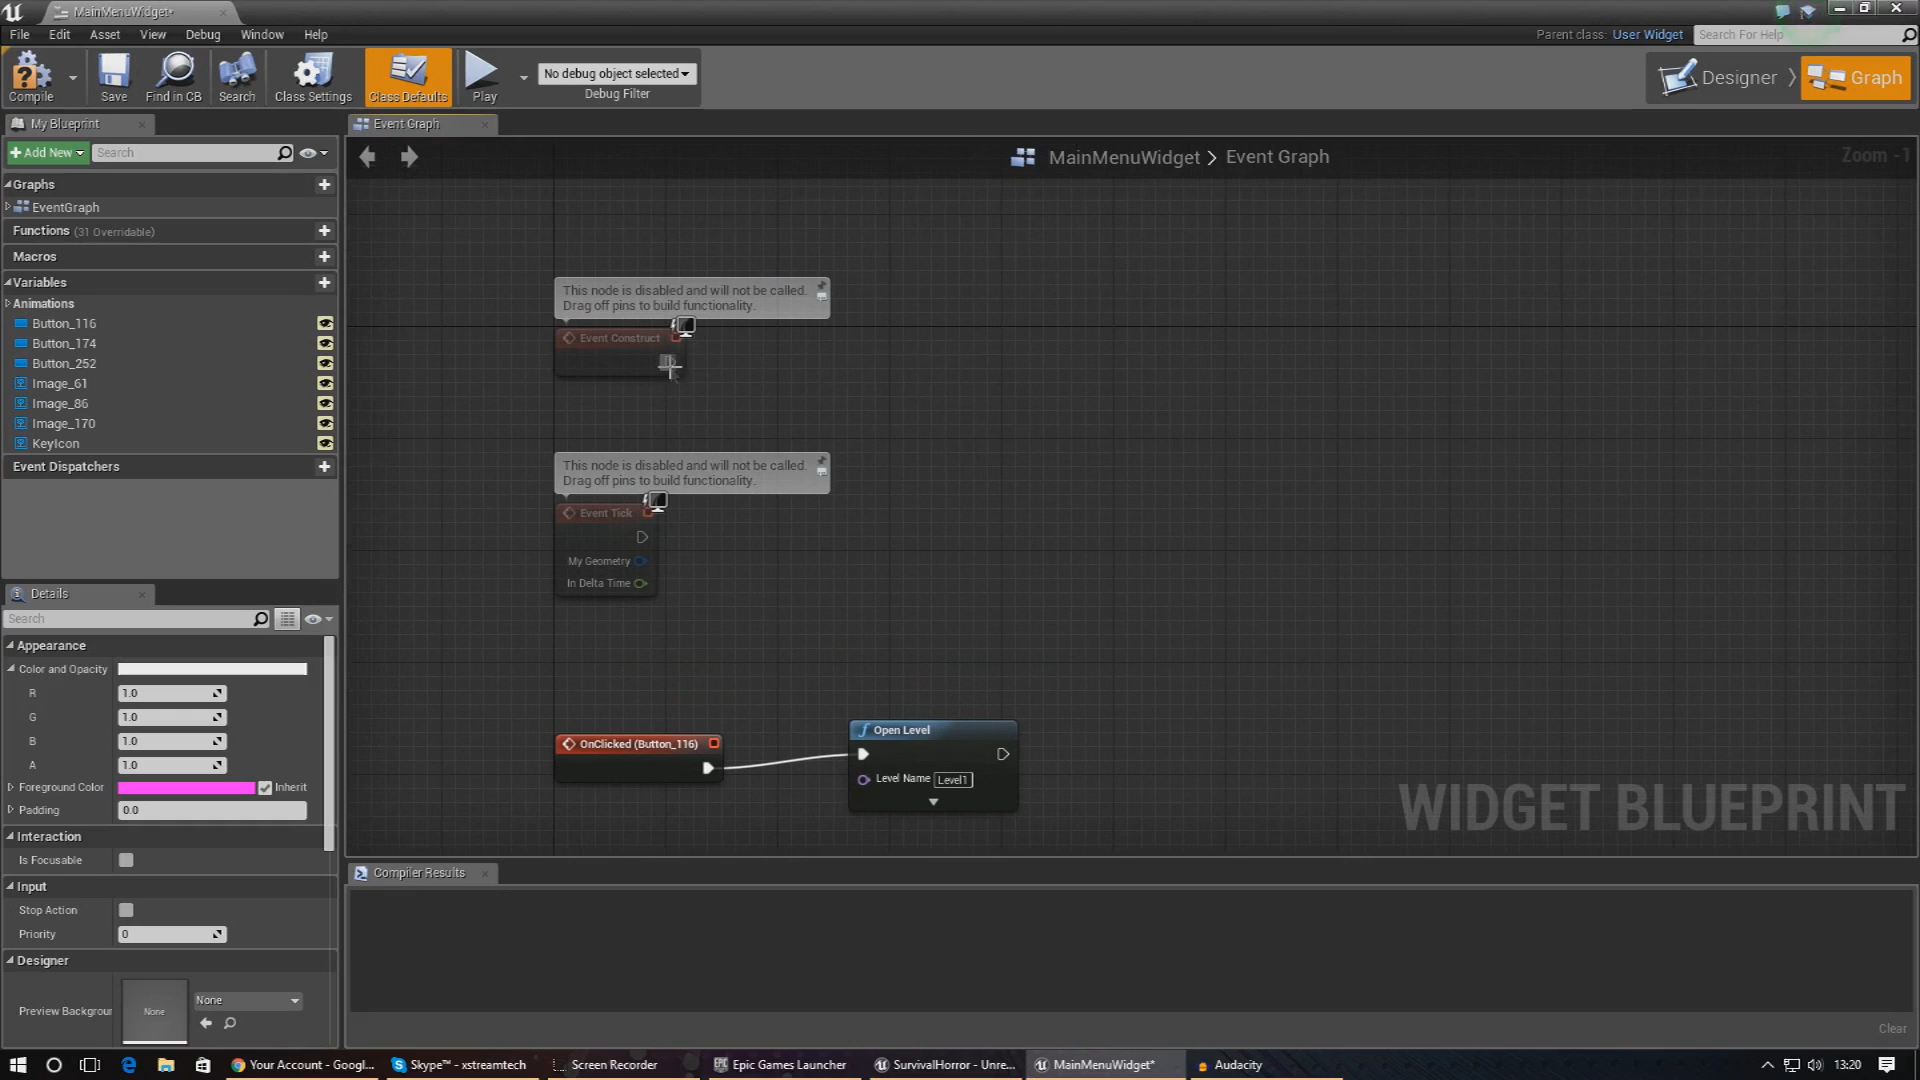 MainMenuWidget*
File Edit Asset View Debug Window Help
Parent class: User Widget Search For Help
Compile Save Find in CB Search Class Settings Class Defaults Play No debug object selected Debug Filter Designer Graph
My Blueprint
Add New Search
Graphs
EventGraph
Functions (31 Overridable)
Macros
Variables
Animations
Button_116
Button_174
Button_252
Image_61
Image_86
Image_170
KeyIcon
Event Dispatchers
Details
Search
Appearance
Color and Opacity
R 1.0
G 1.0
B 1.0
A 1.0
Foreground Color Inherit
Padding 0.0
Interaction
Is Focusable
Input
Stop Action
Priority 0
Designer
Preview Backgrour None None
Event Graph
MainMenuWidget > Event Graph
Zoom -1
This node is disabled and will not be called.
Drag off pins to build functionality.
Event Construct
This node is disabled and will not be called.
Drag off pins to build functionality.
Event Tick
My Geometry
In Delta Time
OnClicked (Button_116)
Open Level
Level Name Level1
WIDGET BLUEPRINT
Compiler Results
Clear
Your Account - Googl... Skype™ - xstreamtech Screen Recorder Epic Games Launcher SurvivalHorror - Unre... MainMenuWidget* Audacity 13:20